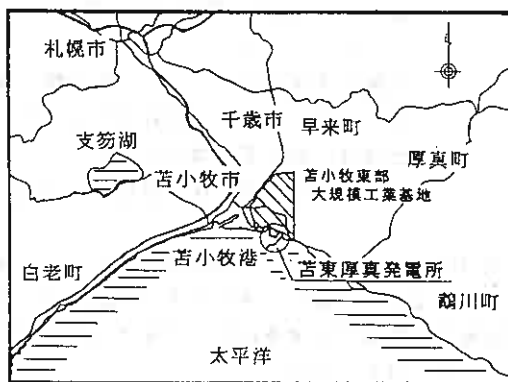 札幌市
千歳市
早来町
支笏湖
厚真町
苫小牧市
苫小牧東部
大規模工業基地
苫小牧港
苫東厚真発電所
白老町
鵡川町
太平洋